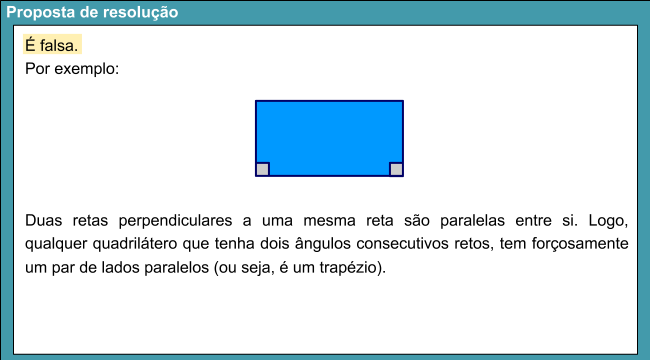 Proposta de resolução
É falsa.
Por exemplo:
Duas retas perpendiculares a uma mesma reta são paralelas entre si. Logo,
qualquer quadrilátero que tenha dois ângulos consecutivos retos, tem forçosamente
um par de lados paralelos (ou seja, é um trapézio).